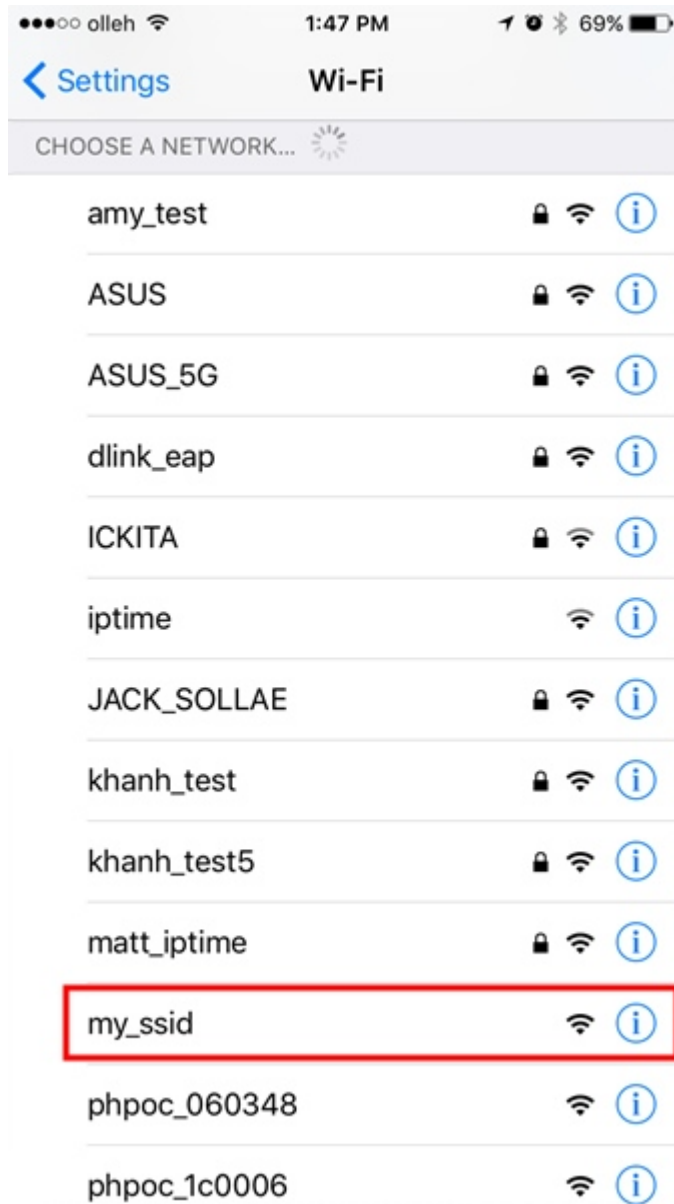 olleh 1:47 PM 69%
Settings Wi-Fi
CHOOSE A NETWORK...
amy_test
ASUS
ASUS_5G
dlink_eap
ICKITA
iptime
JACK_SOLLAE
khanh_test
khanh_test5
matt_iptime
my_ssid
phpoc_060348
phpoc_1c0006